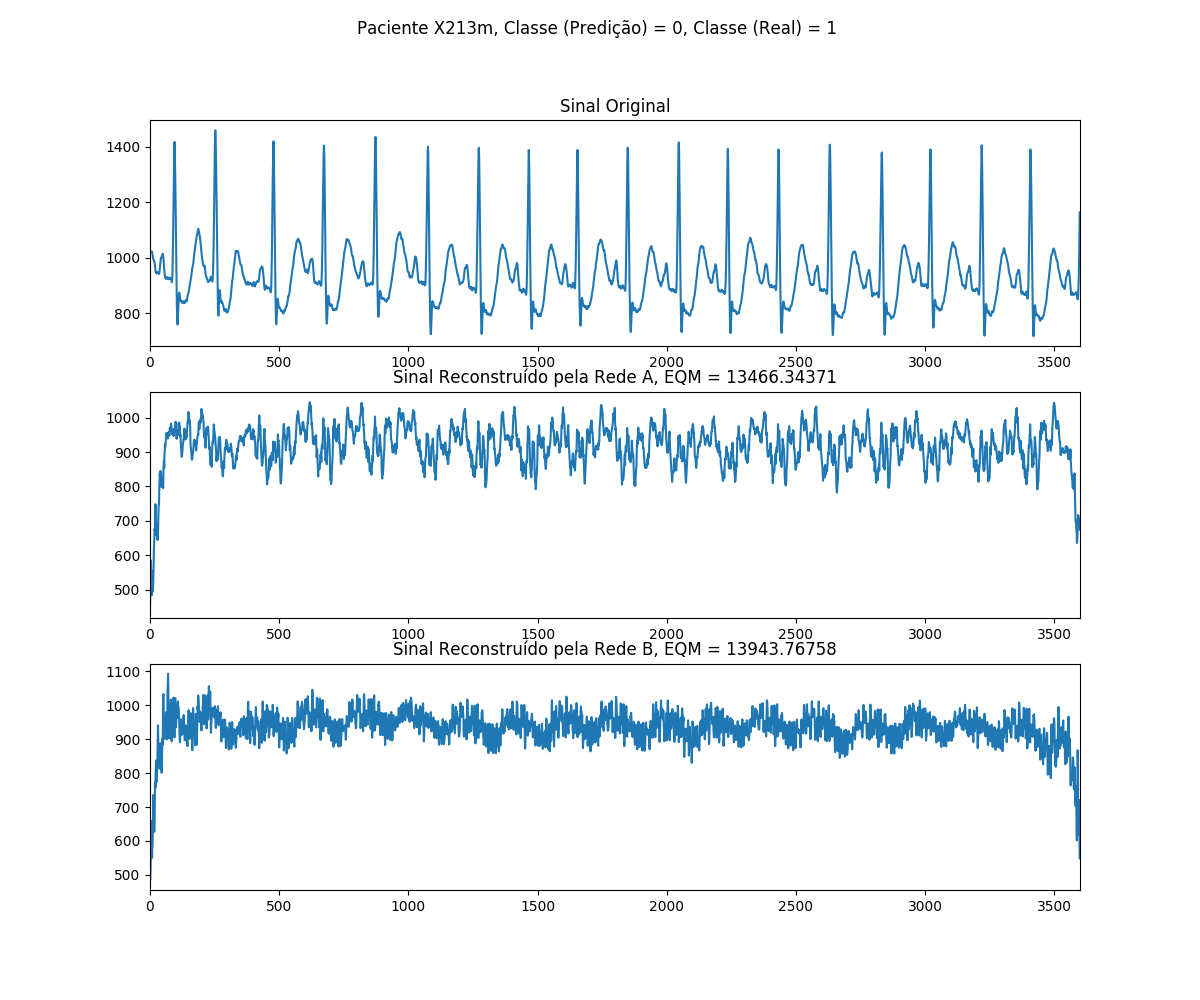 Paciente X213m, Classe (Predição) = 0, Classe (Real) = 1
Sinal Original
1400
1200
1000
800
0 500 1000 1500 2000 2500 3000 3500
Sinal Reconstruído pela Rede A, EQM = 13466.34371
1000
900
800
700
600
500
0 500 1000 1500 2000 2500 3000 3500
Sinal Reconstruído pela Rede B, EQM = 13943.76758
1100
1000
900
800
700
600
500
0 500 1000 1500 2000 2500 3000 3500